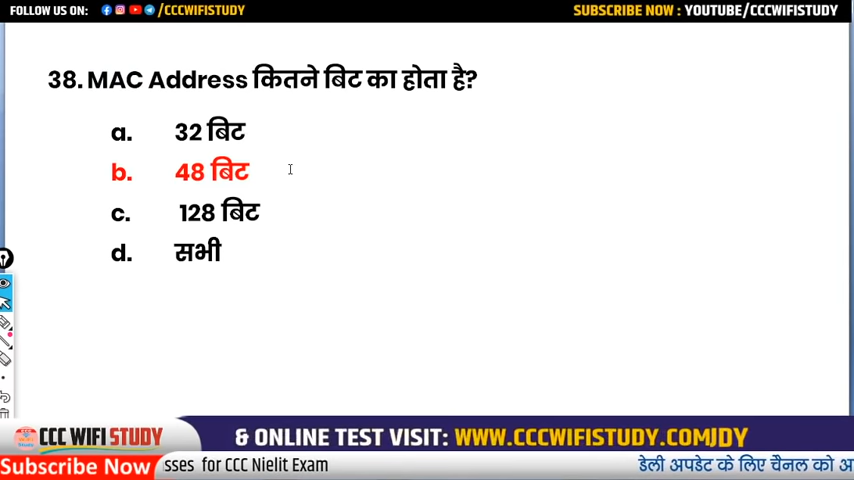 FOLLOW US ON: /CCCWIFISTUDY SUBSCRIBE NOW : YOUTUBE/CCCWIFISTUDY
38. MAC Address कितने बिट का होता है?
a. 32 बिट
b. 48 बिट
c. 128 बिट
d. सभी
CCC WIFI STUDY & ONLINE TEST VISIT: WWW.CCCWIFISTUDY.COMJDY
Subscribe Now sses for CCC Nielit Exam डेली अपडेट के लिए चैनल को अ